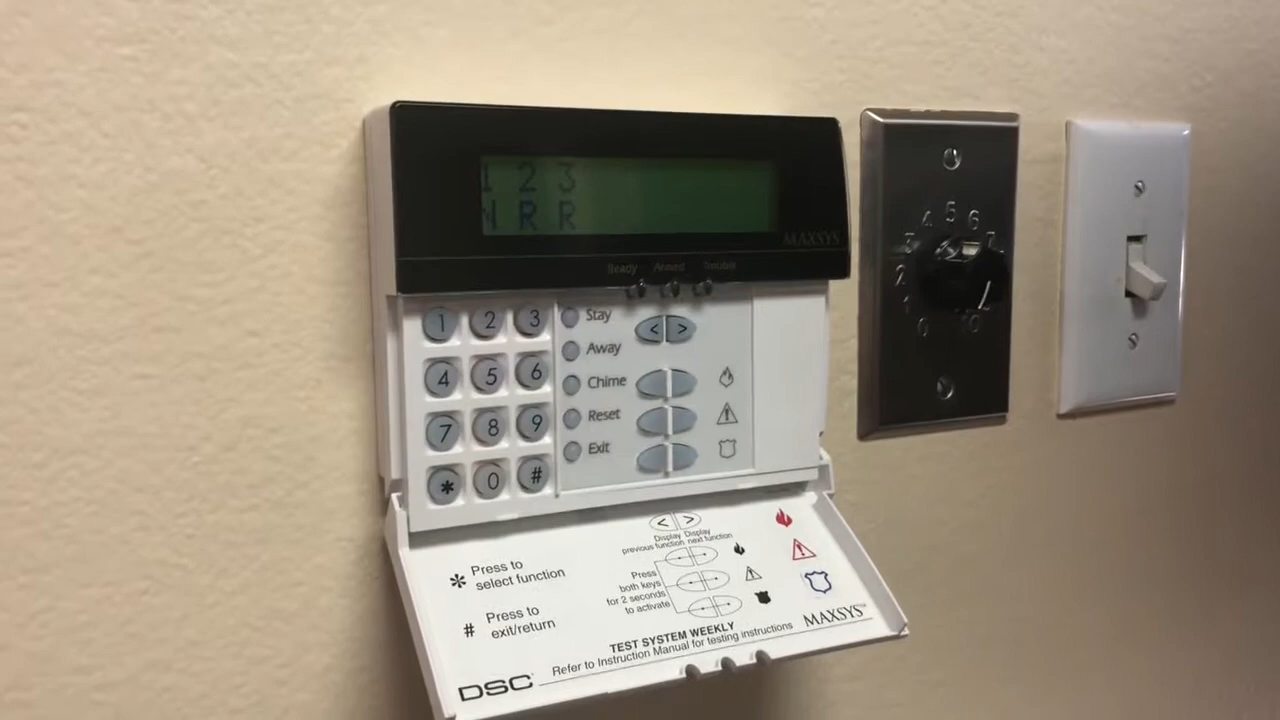 1 2 3
N R R
MAXSYS
Ready Armed Trouble
1 2 3
4 5 6
7 8 9
* 0 #
Stay
Away
Chime
Reset
Exit
< >
0 1 2 3 4 5 6 7 10
< >
Display previous function
Display next function
* Press to
select function
Press
both keys
for 2 seconds
to activate
# Press to
exit/return
TEST SYSTEM WEEKLY
Refer to Instruction Manual for testing instructions
MAXSYS™
DSC